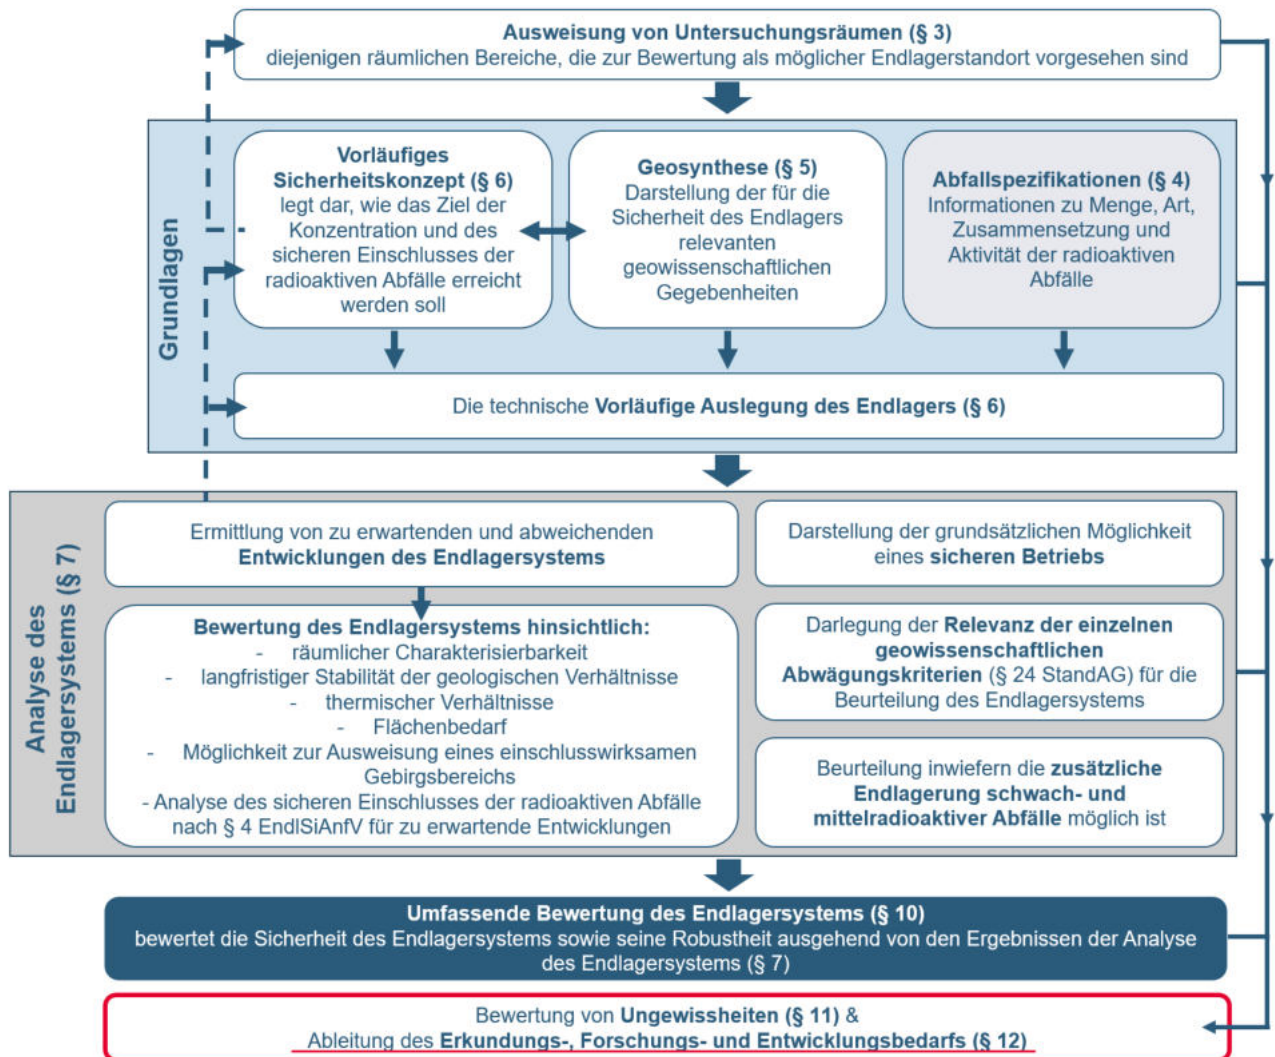 Ausweisung von Untersuchungsräumen (§ 3)
diejenigen räumlichen Bereiche, die zur Bewertung als möglicher Endlagerstandort vorgesehen sind
Grundlagen
Vorläufiges
Sicherheitskonzept (§ 6)
legt dar, wie das Ziel der
Konzentration und des
sicheren Einschlusses der
radioaktiven Abfälle erreicht
werden soll
Geosynthese (§ 5)
Darstellung der für die
Sicherheit des Endlagers
relevanten
geowissenschaftlichen
Gegebenheiten
Abfallspezifikationen (§ 4)
Informationen zu Menge, Art,
Zusammensetzung und
Aktivität der radioaktiven
Abfälle
Die technische Vorläufige Auslegung des Endlagers (§ 6)
Analyse des
Endlagersystems (§ 7)
Ermittlung von zu erwartenden und abweichenden
Entwicklungen des Endlagersystems
Bewertung des Endlagersystems hinsichtlich:
- räumlicher Charakterisierbarkeit
- langfristiger Stabilität der geologischen Verhältnisse
- thermischer Verhältnisse
- Flächenbedarf
- Möglichkeit zur Ausweisung eines einschlusswirksamen
Gebirgsbereichs
- Analyse des sicheren Einschlusses der radioaktiven Abfälle
nach § 4 EndlSiAnfV für zu erwartende Entwicklungen
Darstellung der grundsätzlichen Möglichkeit
eines sicheren Betriebs
Darlegung der Relevanz der einzelnen
geowissenschaftlichen
Abwägungskriterien (§ 24 StandAG) für die
Beurteilung des Endlagersystems
Beurteilung inwiefern die zusätzliche
Endlagerung schwach- und
mittelradioaktiver Abfälle möglich ist
Umfassende Bewertung des Endlagersystems (§ 10)
bewertet die Sicherheit des Endlagersystems sowie seine Robustheit ausgehend von den Ergebnissen der Analyse
des Endlagersystems (§ 7)
Bewertung von Ungewissheiten (§ 11) &
Ableitung des Erkundungs-, Forschungs- und Entwicklungsbedarfs (§ 12)